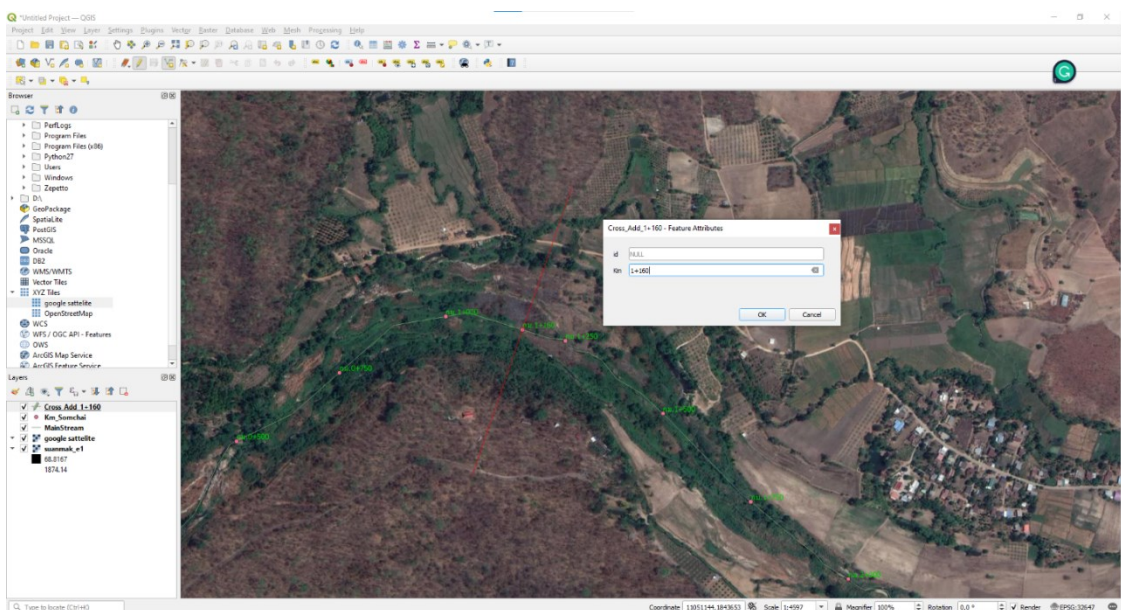 *Untitled Project — QGIS
Project Edit View Layer Settings Plugins Vector Raster Database Web Mesh Processing Help
Browser
PerfLogs
Program Files
Program Files (x86)
Python27
Users
Windows
Zepetto
D:\
GeoPackage
SpatiaLite
PostGIS
MSSQL
Oracle
DB2
WMS/WMTS
Vector Tiles
XYZ Tiles
google sattelite
OpenStreetMap
WCS
WFS / OGC API - Features
OWS
ArcGIS Map Service
ArcGIS Feature Service
Layers
Cross_Add_1+160
Km_Somchai
MainStream
google sattelite
suanmak_e1
68.8167
1874.14
Cross_Add_1+160 - Feature Attributes
id NULL
Km 1+160
OK Cancel
กม.0+750
Type to locate (Ctrl+K)
Coordinate 11051144,1843653 Scale 1:4597 Magnifier 100% Rotation 0.0 ° Render EPSG:32647